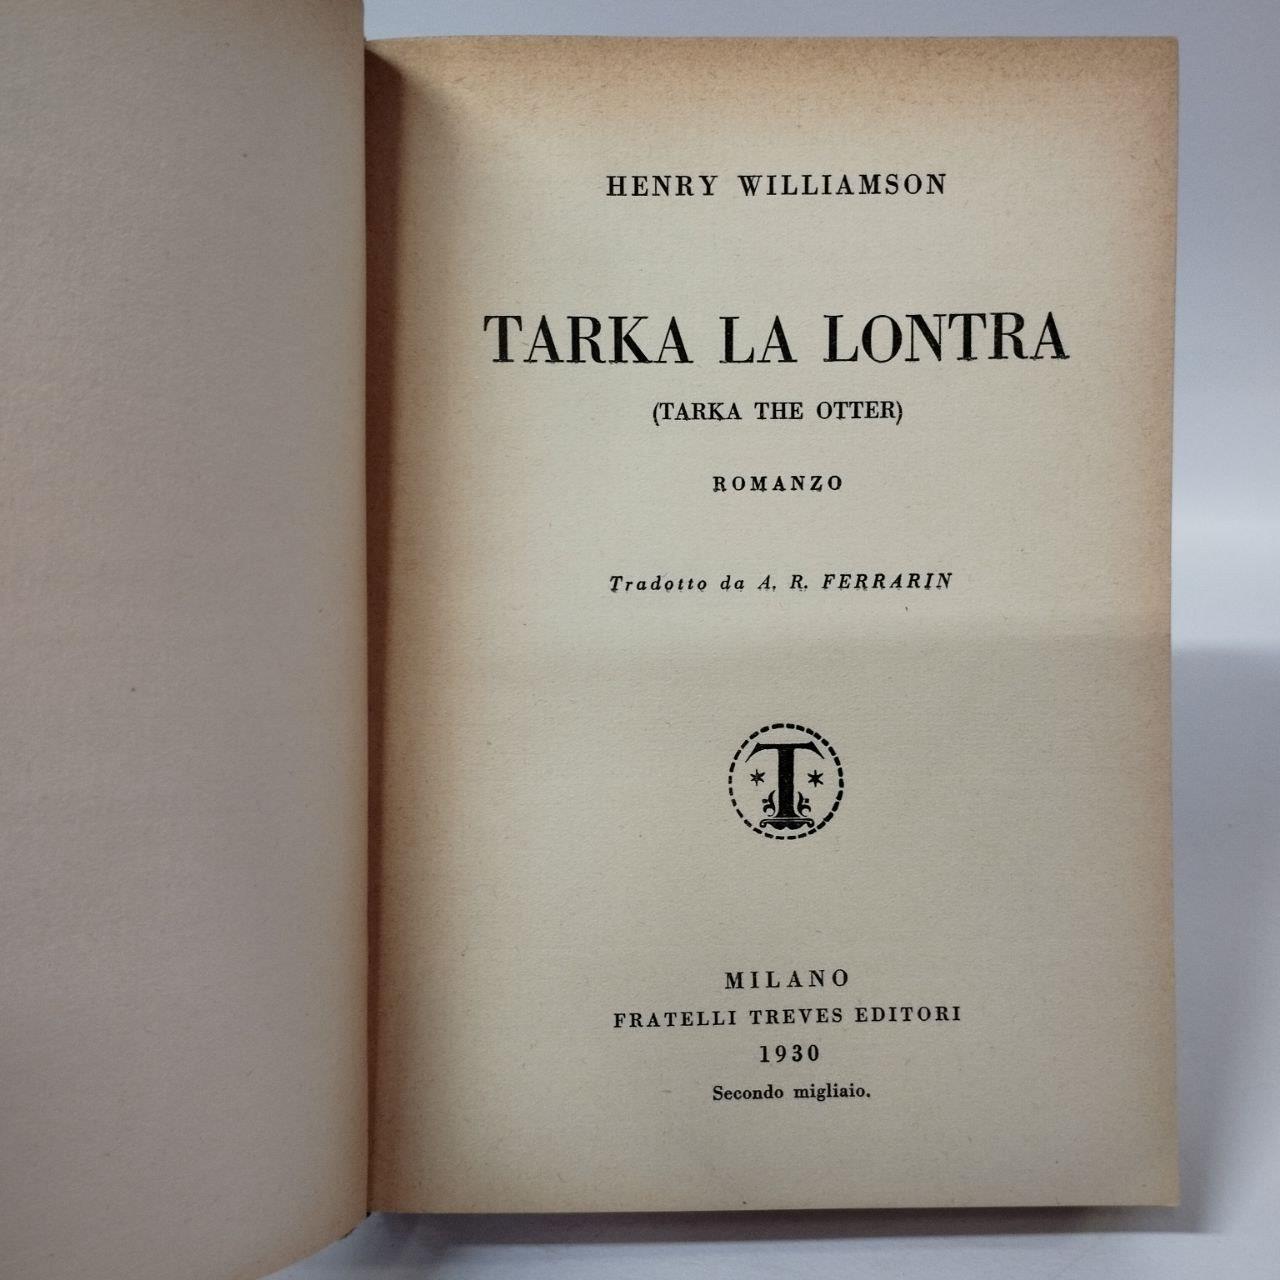 HENRY WILLIAMSON
TARKA LA LONTRA
(TARKA THE OTTER)
ROMANZO
Tradotto da A. R. FERRARIN
T
MILANO
FRATELLI TREVES EDITORI
1930
Secondo migliaio.